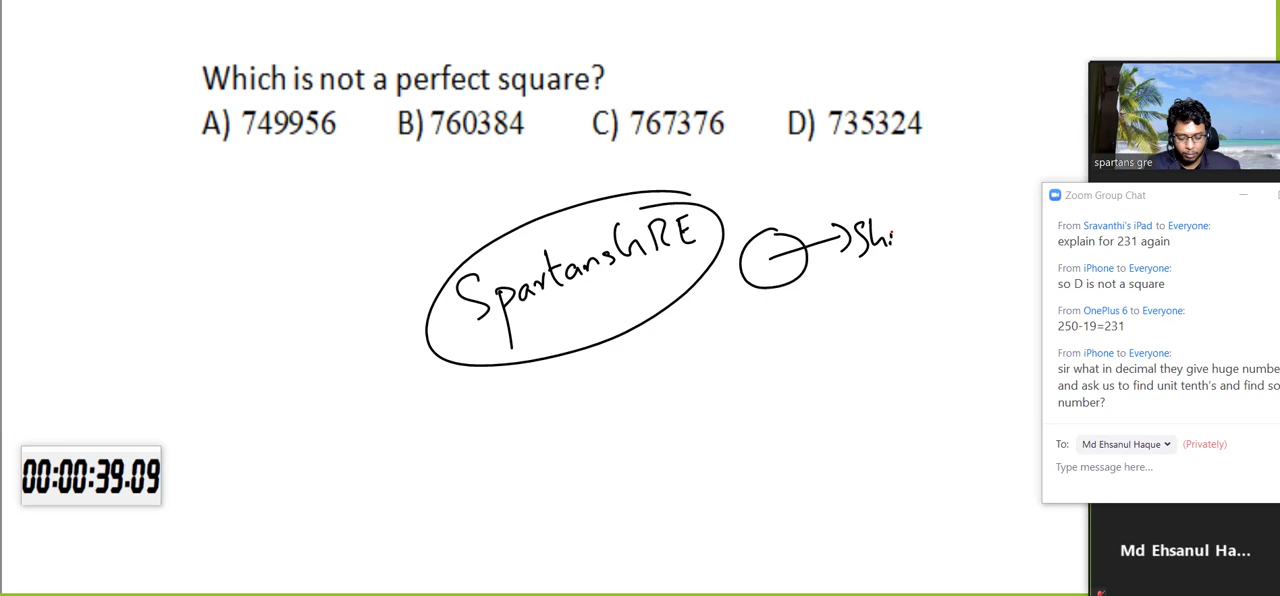 Which is not a perfect square?
A) 749956 B) 760384 C) 767376 D) 735324
SpartansGRE
Shi
00:00:39.09
spartans gre
Zoom Group Chat
From Sravanthi's iPad to Everyone:
explain for 231 again
From iPhone to Everyone:
so D is not a square
From OnePlus 6 to Everyone:
250-19=231
From iPhone to Everyone:
sir what in decimal they give huge numbe
and ask us to find unit tenth's and find so
number?
To: Md Ehsanul Haque (Privately)
Type message here...
Md Ehsanul Ha...